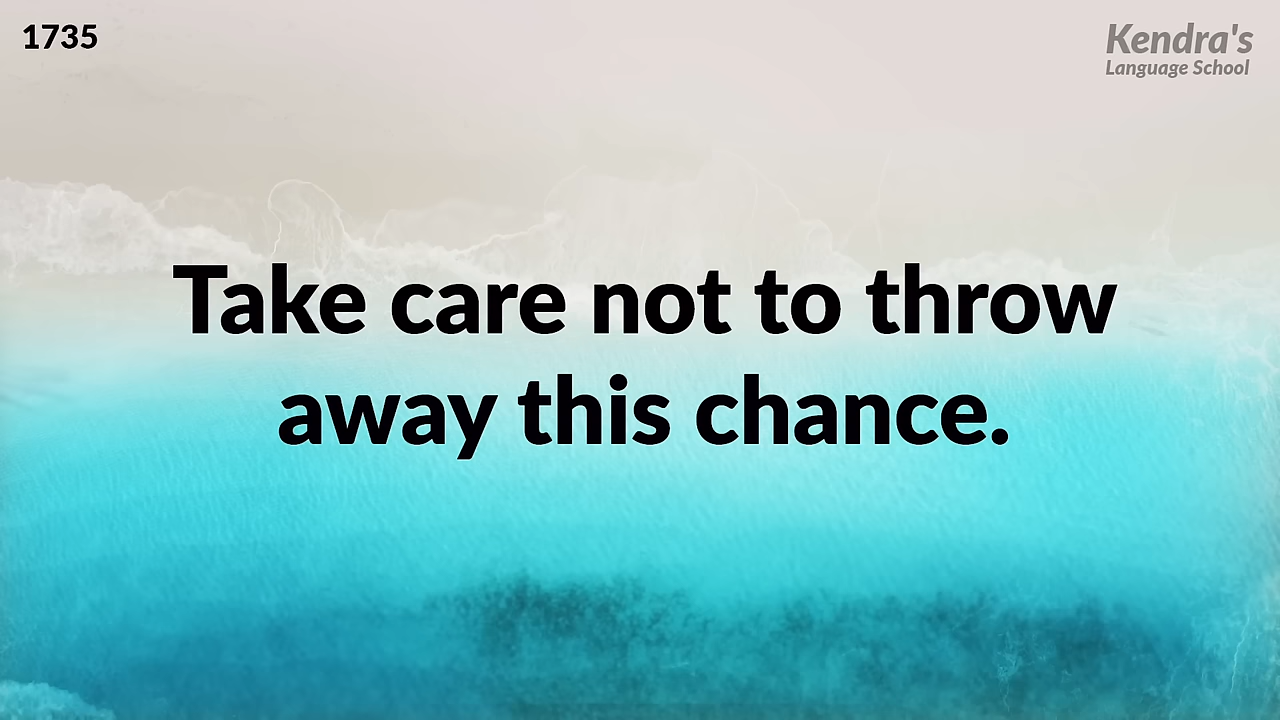 1735
Kendra's
Language School
Take care not to throw
away this chance.